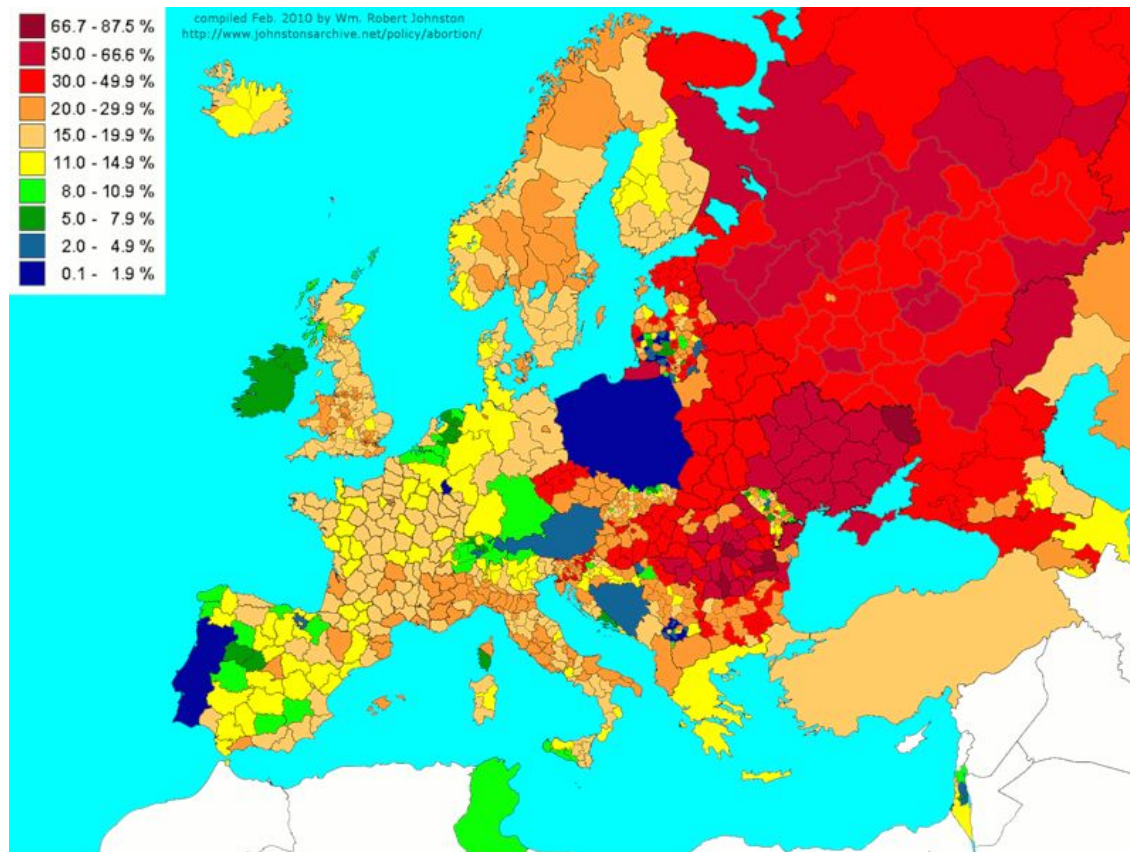 compiled Feb. 2010 by Wm. Robert Johnston
http://www.johnstonsarchive.net/policy/abortion/
66.7 - 87.5 %
50.0 - 66.6 %
30.0 - 49.9 %
20.0 - 29.9 %
15.0 - 19.9 %
11.0 - 14.9 %
8.0 - 10.9 %
5.0 - 7.9 %
2.0 - 4.9 %
0.1 - 1.9 %